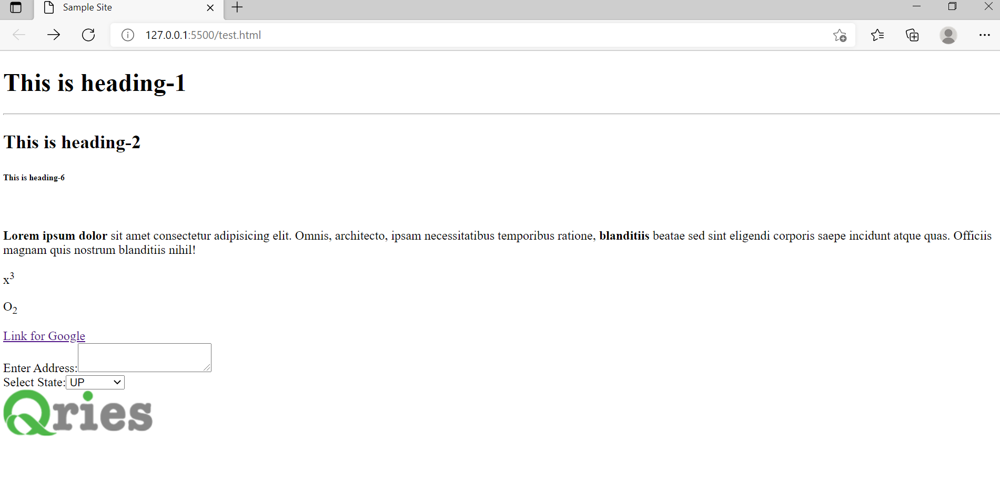 Sample Site
127.0.0.1:5500/test.html
This is heading-1
This is heading-2
This is heading-6
Lorem ipsum dolor sit amet consectetur adipisicing elit. Omnis, architecto, ipsam necessitatibus temporibus ratione, blanditiis beatae sed sint eligendi corporis saepe incidunt atque quas. Officiis
magnam quis nostrum blanditiis nihil!
x³
O₂
Link for Google
Enter Address:
Select State: UP
Qries